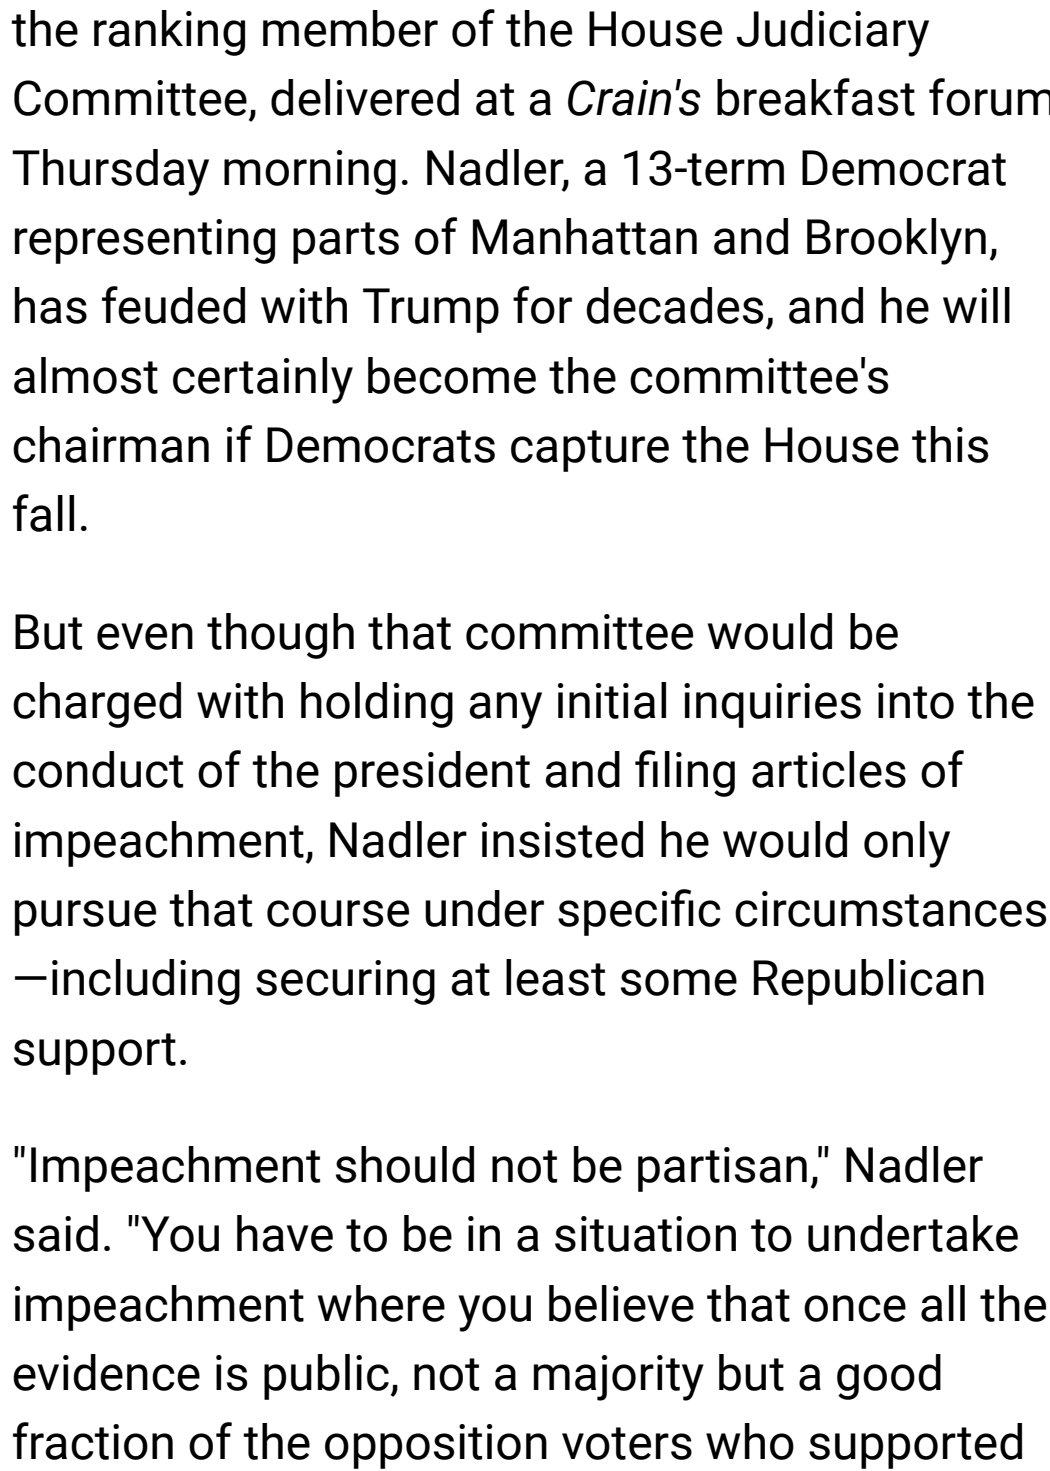 the ranking member of the House Judiciary
Committee, delivered at a Crain's breakfast forum
Thursday morning. Nadler, a 13-term Democrat
representing parts of Manhattan and Brooklyn,
has feuded with Trump for decades, and he will
almost certainly become the committee's
chairman if Democrats capture the House this
fall.
But even though that committee would be
charged with holding any initial inquiries into the
conduct of the president and filing articles of
impeachment, Nadler insisted he would only
pursue that course under specific circumstances
—including securing at least some Republican
support.
"Impeachment should not be partisan," Nadler
said. "You have to be in a situation to undertake
impeachment where you believe that once all the
evidence is public, not a majority but a good
fraction of the opposition voters who supported